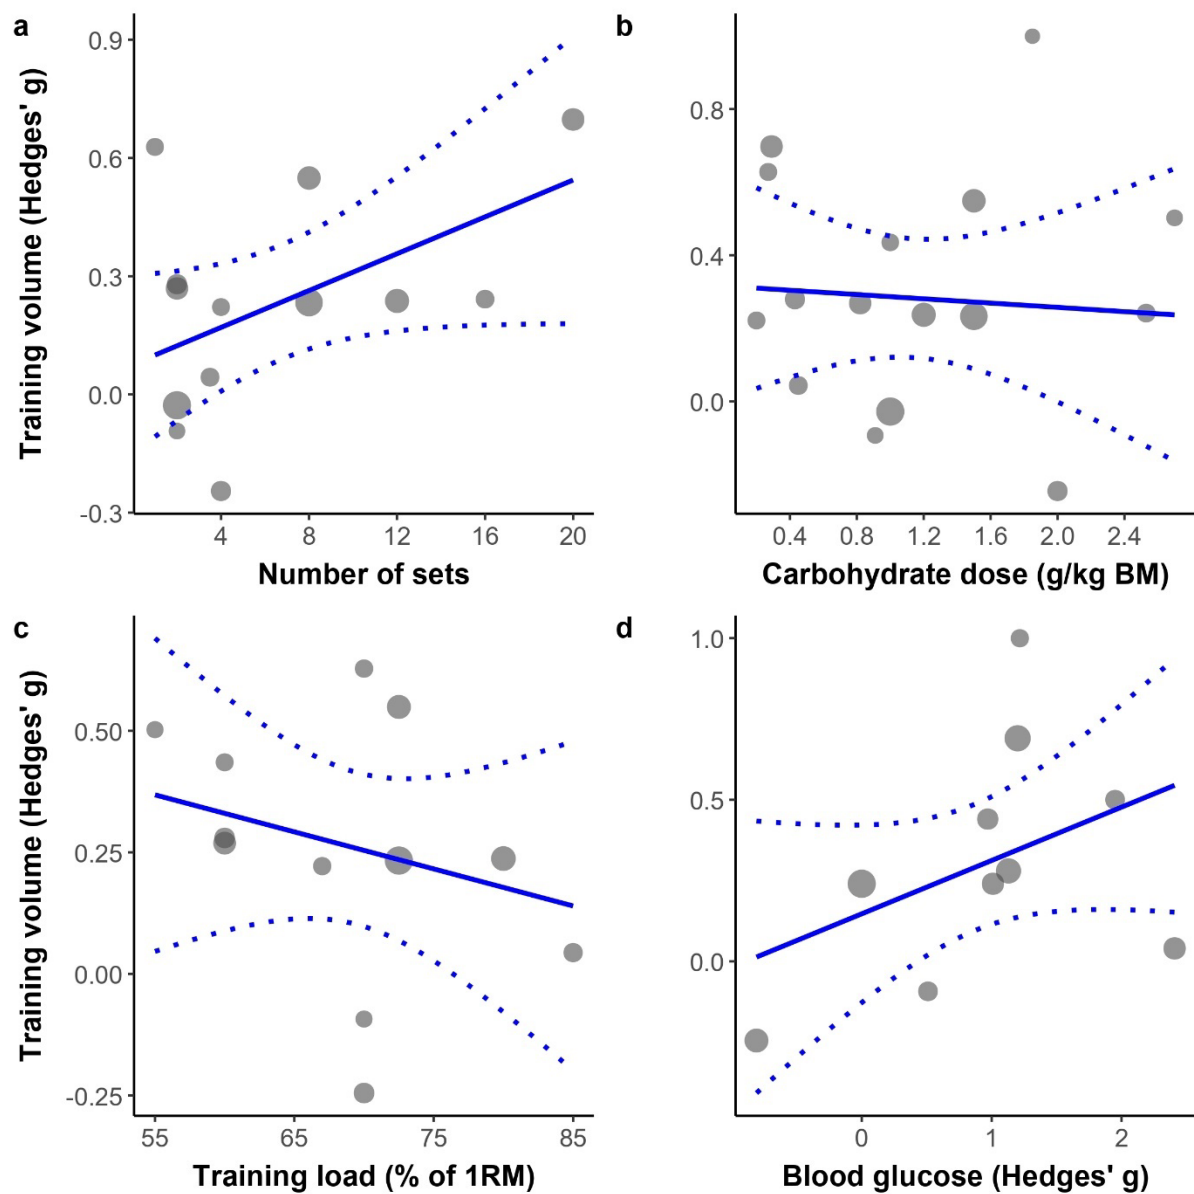 a
Training volume (Hedges' g)
0.9
0.6
0.3
0.0
-0.3
4 8 12 16 20
Number of sets
b
0.8
0.4
0.0
0.4 0.8 1.2 1.6 2.0 2.4
Carbohydrate dose (g/kg BM)
c
Training volume (Hedges' g)
0.50
0.25
0.00
-0.25
55 65 75 85
Training load (% of 1RM)
d
1.0
0.5
0.0
0 1 2
Blood glucose (Hedges' g)